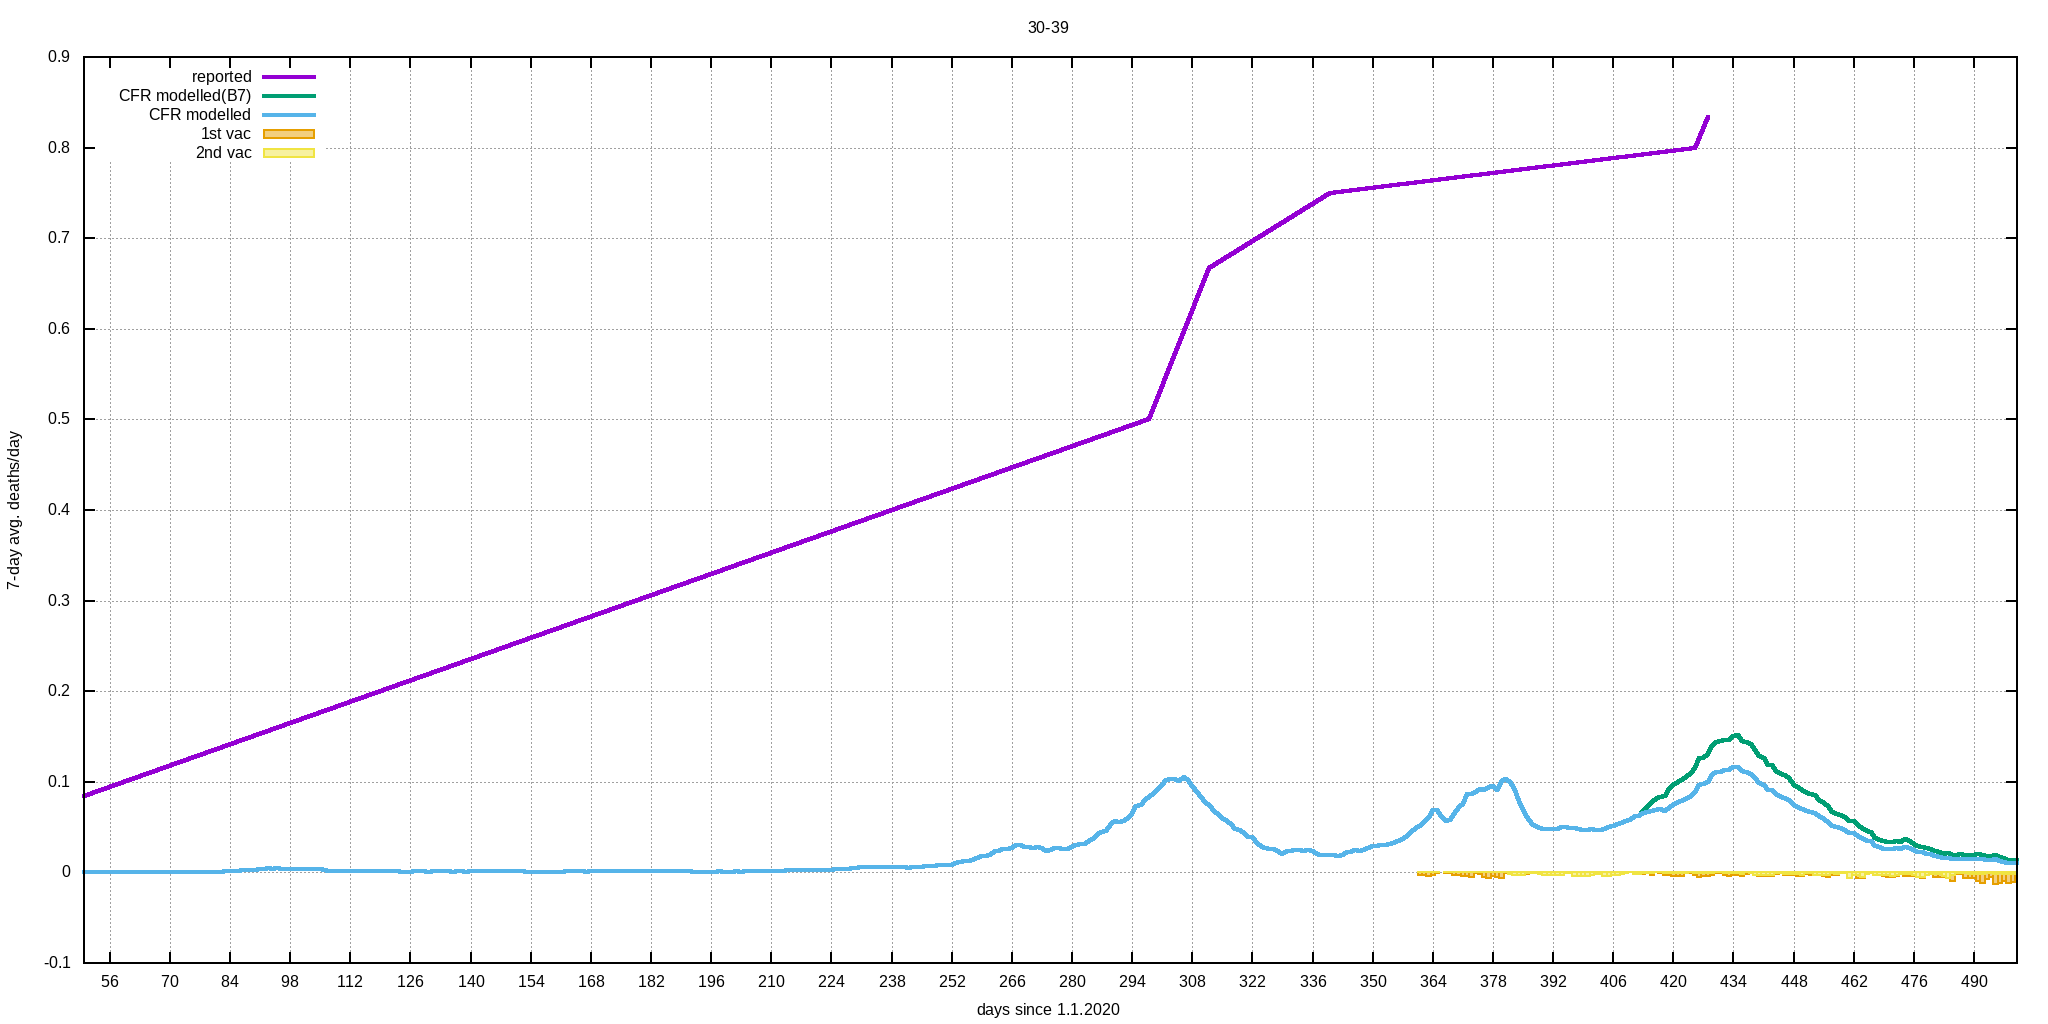 30-39
reported
CFR modelled(B7)
CFR modelled
1st vac
2nd vac
0.9
0.8
0.7
0.6
0.5
0.4
0.3
0.2
0.1
0
-0.1
7-day avg. deaths/day
56 70 84 98 112 126 140 154 168 182 196 210 224 238 252 266 280 294 308 322 336 350 364 378 392 406 420 434 448 462 476 490
days since 1.1.2020